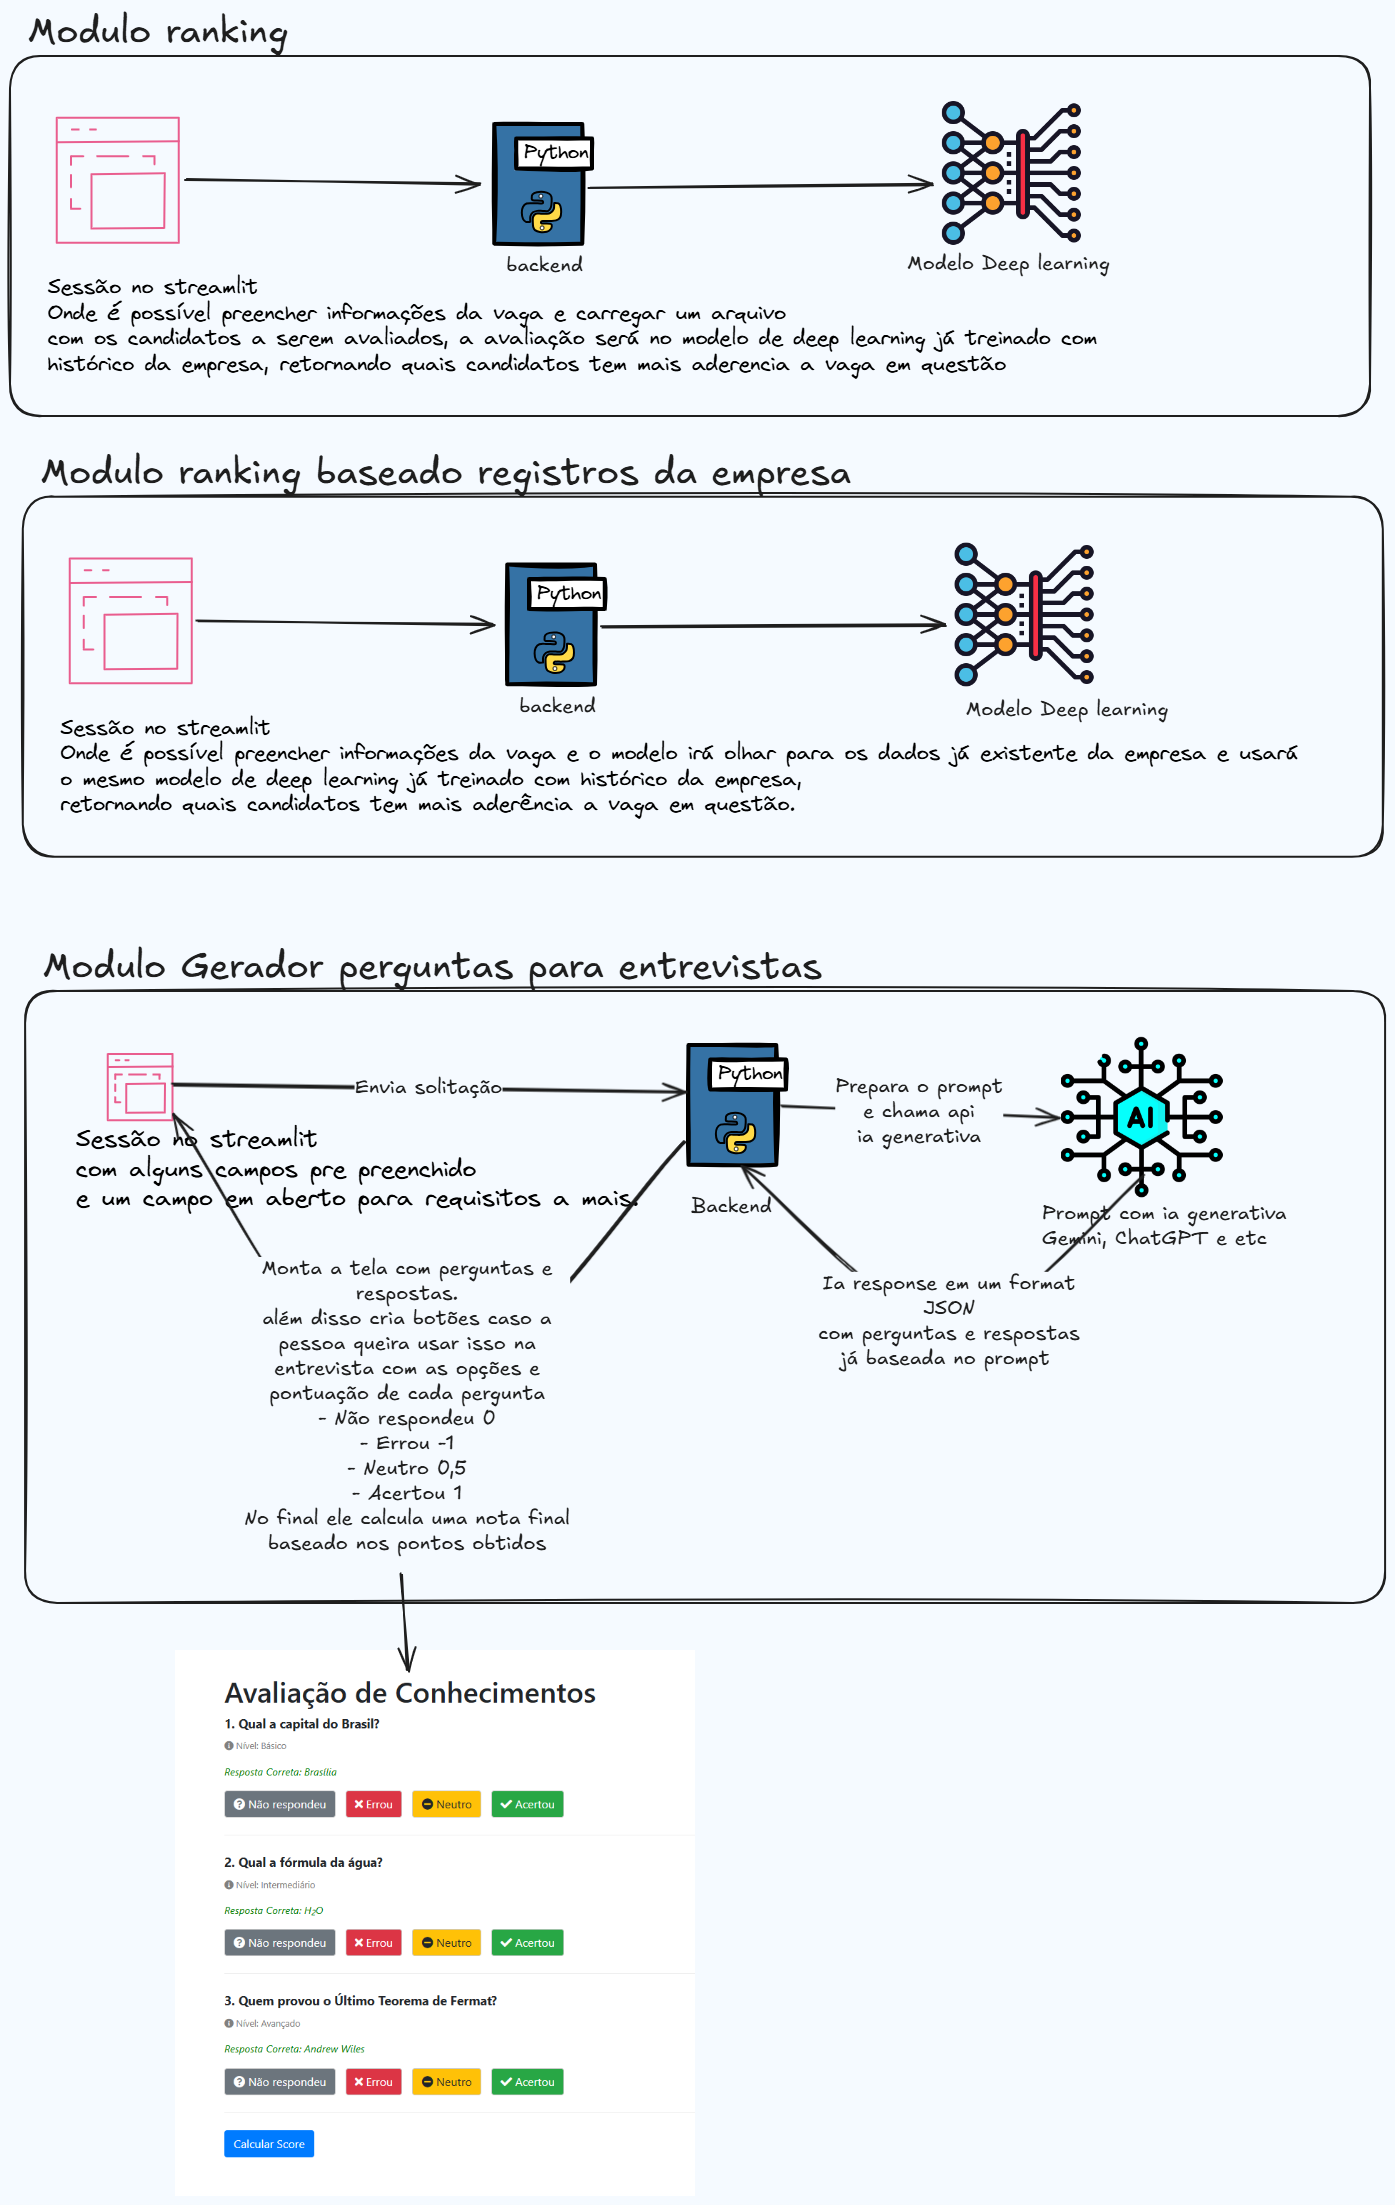 Modulo ranking
Python
backend
Modelo Deep learning
Sessão no streamlit
Onde é possível preencher informações da vaga e carregar um arquivo
com os candidatos a serem avaliados, a avaliação será no modelo de deep learning já treinado com
histórico da empresa, retornando quais candidatos tem mais aderencia a vaga em questão
Modulo ranking baseado registros da empresa
Python
backend
Modelo Deep learning
Sessão no streamlit
Onde é possível preencher informações da vaga e o modelo irá olhar para os dados já existente da empresa e usará
o mesmo modelo de deep learning já treinado com histórico da empresa,
retornando quais candidatos tem mais aderência a vaga em questão.
Modulo Gerador perguntas para entrevistas
Envia solitação
Python
Prepara o prompt
e chama api
ia generativa
AI
Sessão no streamlit
com alguns campos pre preenchido
e um campo em aberto para requisitos a mais.
Backend
Prompt com ia generativa
Gemini, ChatGPT e etc
Monta a tela com perguntas e
respostas.
além disso cria botões caso a
pessoa queira usar isso na
entrevista com as opções e
pontuação de cada pergunta
- Não respondeu 0
- Errou -1
- Neutro 0,5
- Acertou 1
No final ele calcula uma nota final
baseado nos pontos obtidos
Ia response em um format
JSON
com perguntas e respostas
já baseada no prompt
Avaliação de Conhecimentos
1. Qual a capital do Brasil?
Nível: Básico
Resposta Correta: Brasília
Não respondeu Errou Neutro Acertou
2. Qual a fórmula da água?
Nível: Intermediário
Resposta Correta: H₂O
Não respondeu Errou Neutro Acertou
3. Quem provou o Último Teorema de Fermat?
Nível: Avançado
Resposta Correta: Andrew Wiles
Não respondeu Errou Neutro Acertou
Calcular Score